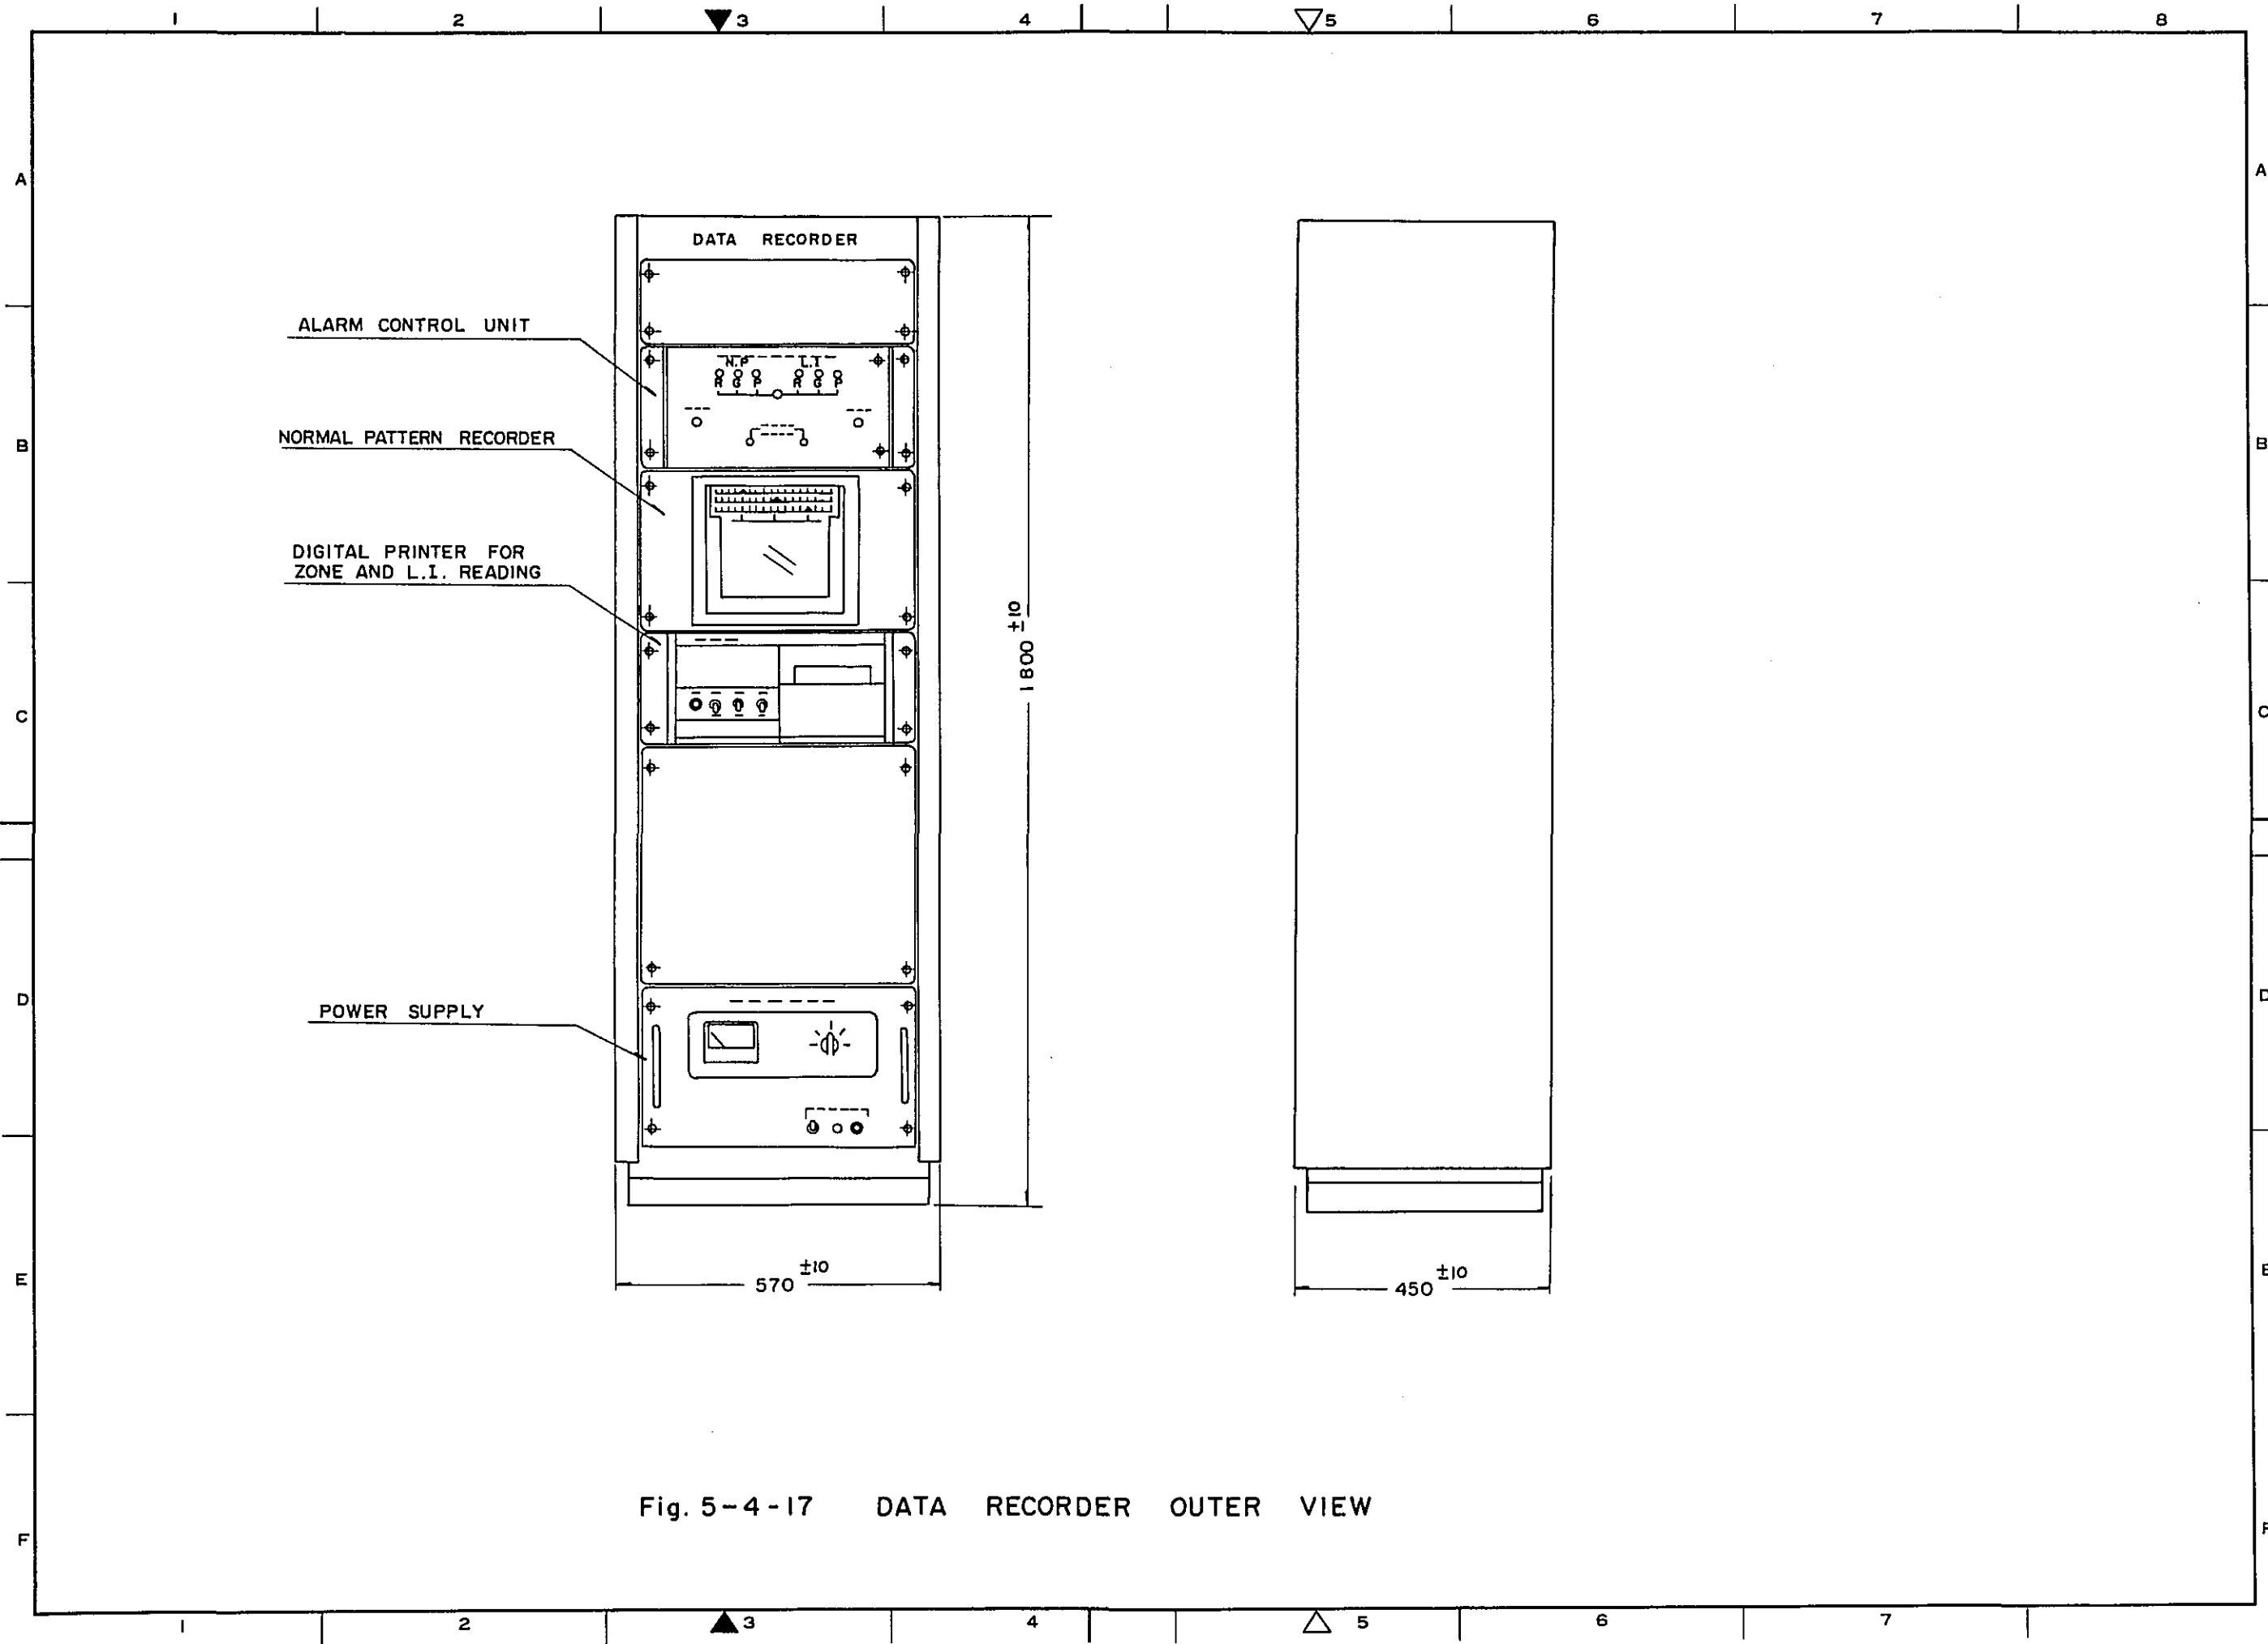 1 2 3 4 5 6 7 8
A A
DATA RECORDER
ALARM CONTROL UNIT
N.P L.I
R G P R G P
NORMAL PATTERN RECORDER
B B
DIGITAL PRINTER FOR
ZONE AND L.I. READING
1800 ±10
C C
D D
POWER SUPPLY
570 ±10
450 ±10
E E
Fig. 5-4-17 DATA RECORDER OUTER VIEW
F F
1 2 3 4 5 6 7